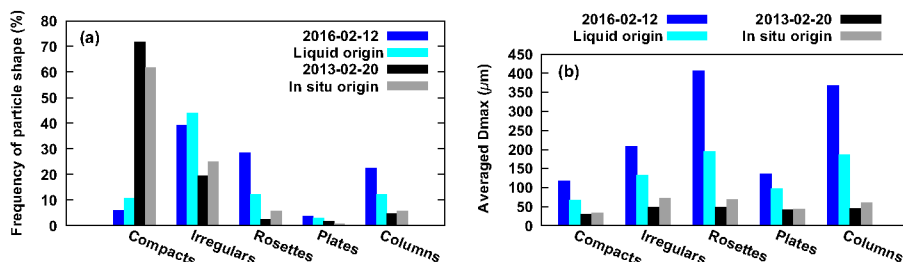 Frequency of particle shape (%)
80
70
60
50
40
30
20
10
0
(a)
2016-02-12
Liquid origin
2013-02-20
In situ origin
Compacts
Irregulars
Rosettes
Plates
Columns
2016-02-12
2013-02-20
Liquid origin
In situ origin
Averaged Dmax (μm)
450
400
350
300
250
200
150
100
50
0
(b)
Compacts
Irregulars
Rosettes
Plates
Columns